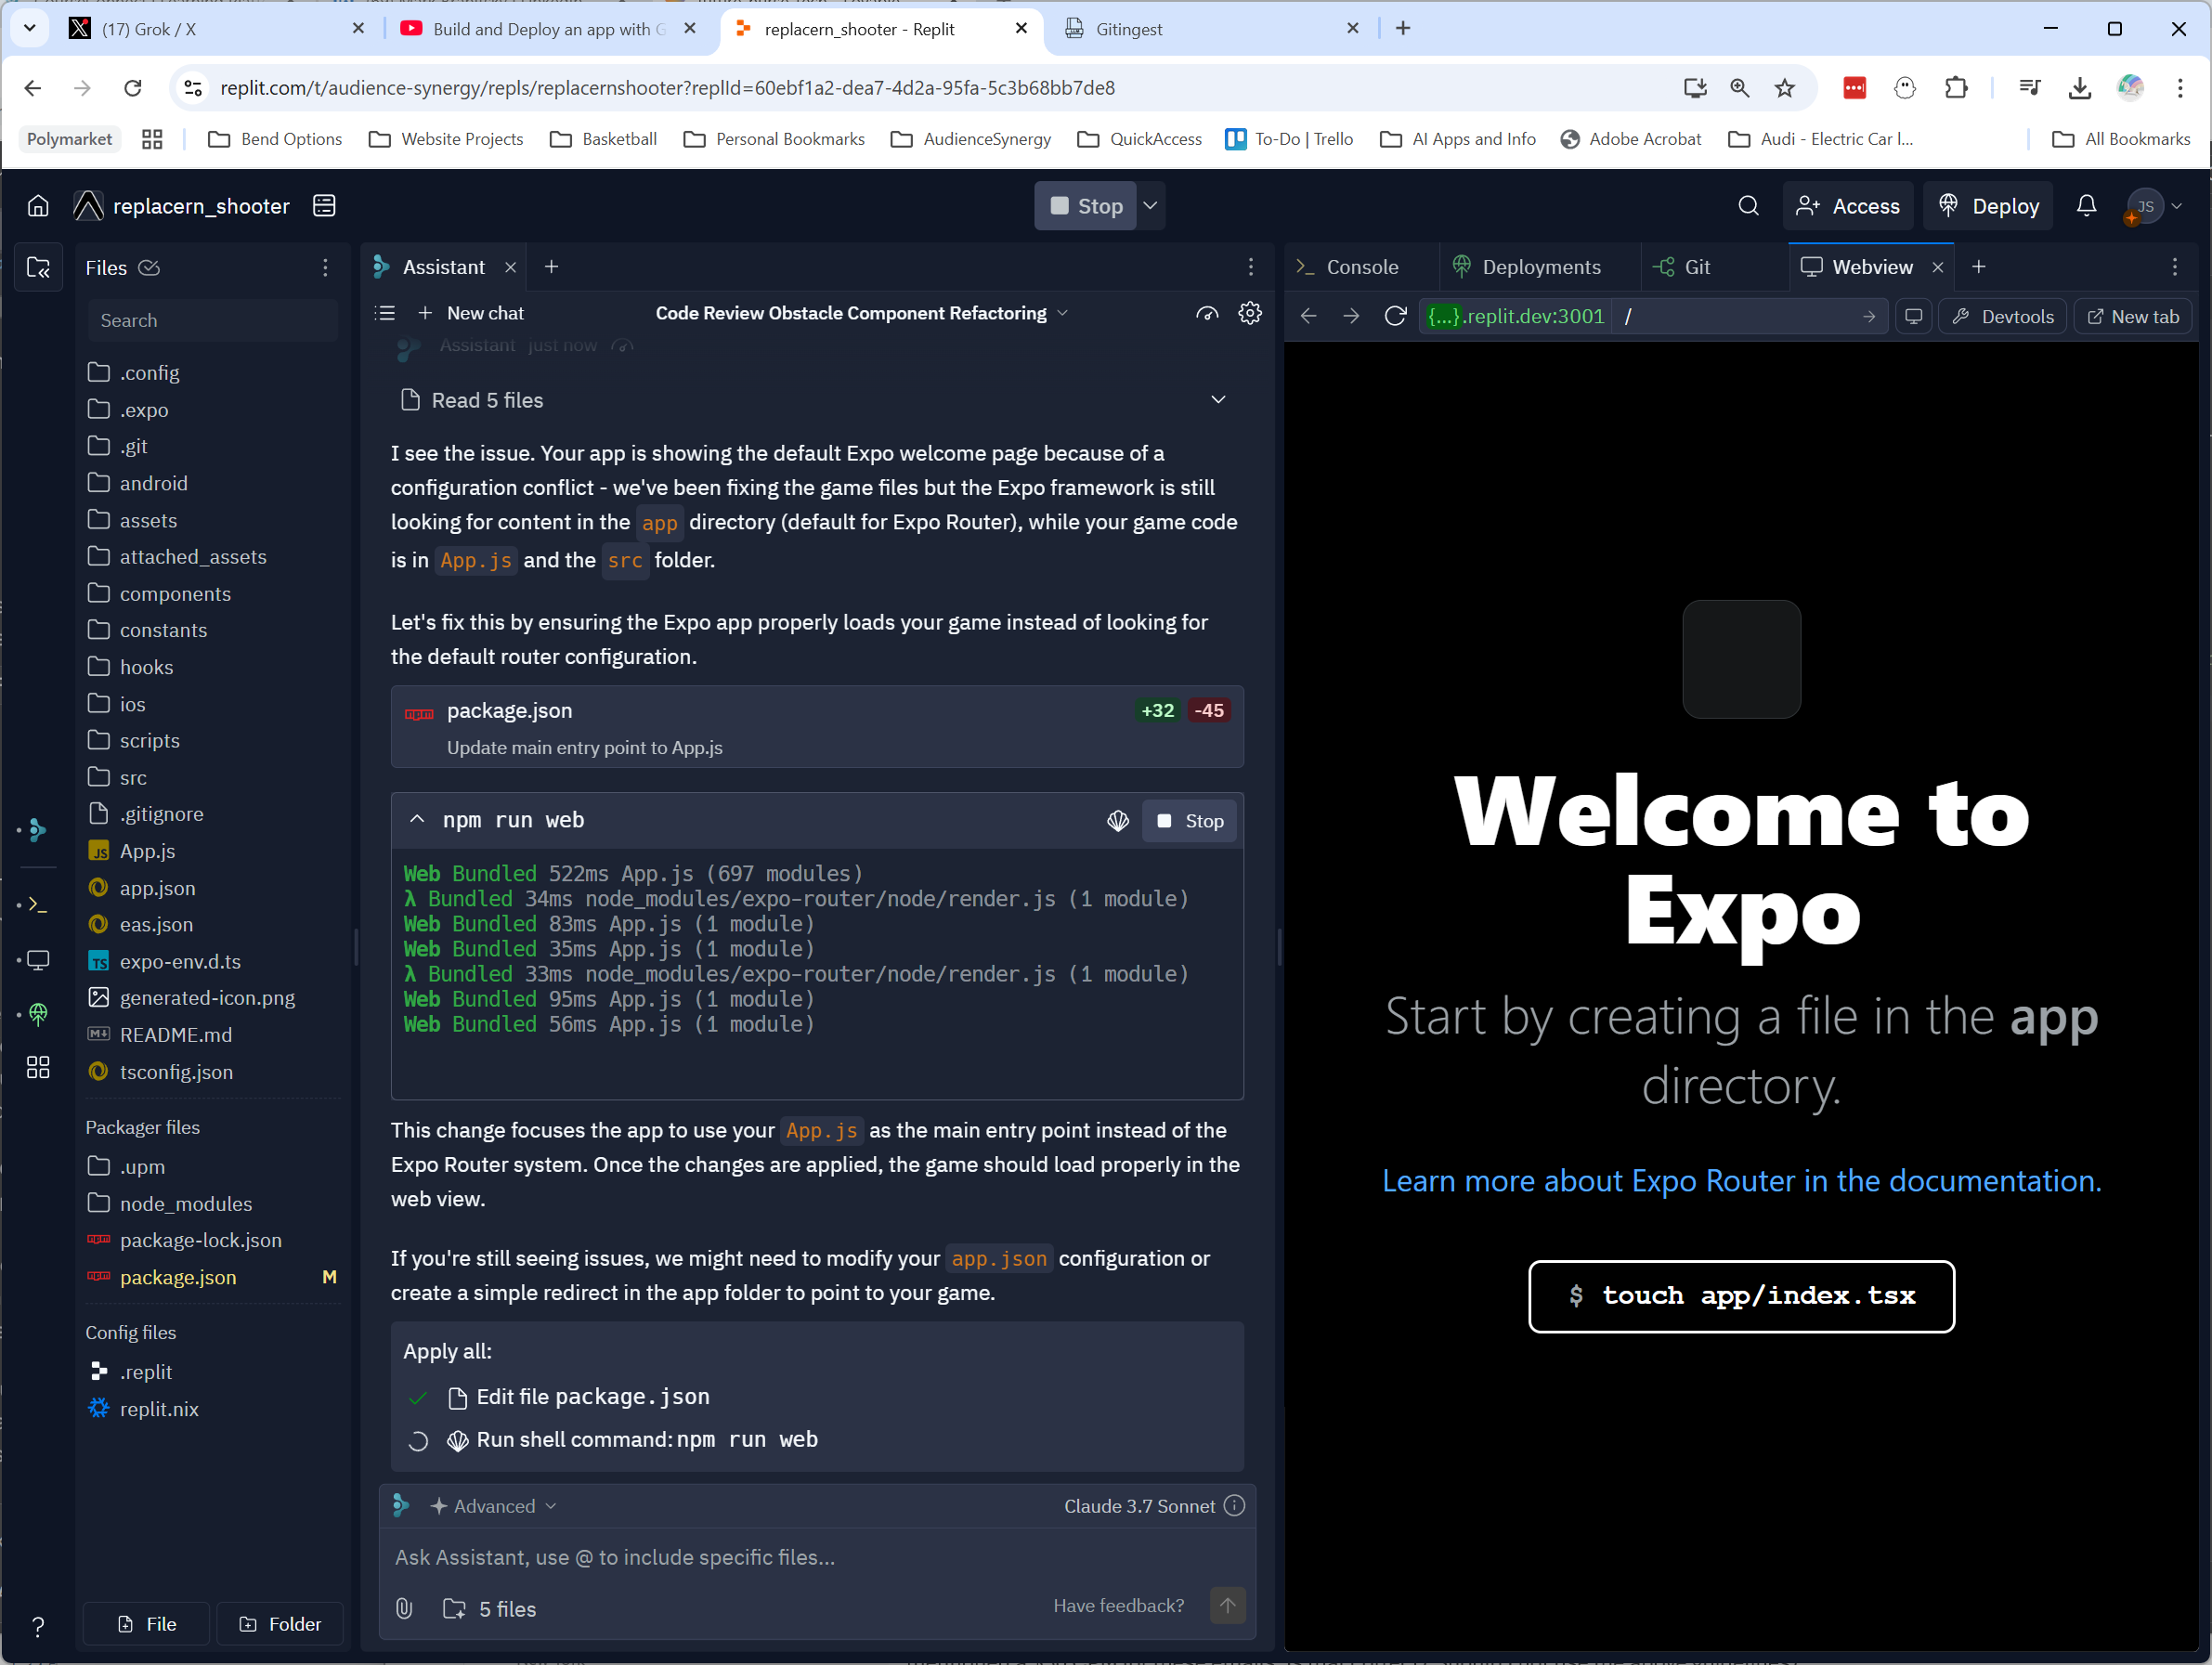 (17) Grok / X
Build and Deploy an app with G
replacern_shooter - Replit
Gitingest
replit.com/t/audience-synergy/repls/replacernshooter?replId=60ebf1a2-dea7-4d2a-95fa-5c3b68bb7de8
Polymarket
Bend Options
Website Projects
Basketball
Personal Bookmarks
AudienceSynergy
QuickAccess
To-Do | Trello
AI Apps and Info
Adobe Acrobat
Audi - Electric Car l...
All Bookmarks
replacern_shooter
Stop
Access
Deploy
JS
Files
Search
.config
.expo
.git
android
assets
attached_assets
components
constants
hooks
ios
scripts
src
.gitignore
JS App.js
app.json
eas.json
TS expo-env.d.ts
generated-icon.png
README.md
tsconfig.json
Packager files
.upm
node_modules
package-lock.json
package.json M
Config files
.replit
replit.nix
File
Folder
Assistant
New chat
Code Review Obstacle Component Refactoring
Assistant just now
Read 5 files
I see the issue. Your app is showing the default Expo welcome page because of a
configuration conflict - we've been fixing the game files but the Expo framework is still
looking for content in the app directory (default for Expo Router), while your game code
is in App.js and the src folder.
Let's fix this by ensuring the Expo app properly loads your game instead of looking for
the default router configuration.
package.json +32 -45
Update main entry point to App.js
npm run web
Stop
Web Bundled 522ms App.js (697 modules)
λ Bundled 34ms node_modules/expo-router/node/render.js (1 module)
Web Bundled 83ms App.js (1 module)
Web Bundled 35ms App.js (1 module)
λ Bundled 33ms node_modules/expo-router/node/render.js (1 module)
Web Bundled 95ms App.js (1 module)
Web Bundled 56ms App.js (1 module)
This change focuses the app to use your App.js as the main entry point instead of the
Expo Router system. Once the changes are applied, the game should load properly in the
web view.
If you're still seeing issues, we might need to modify your app.json configuration or
create a simple redirect in the app folder to point to your game.
Apply all:
Edit file package.json
Run shell command: npm run web
Advanced
Claude 3.7 Sonnet
Ask Assistant, use @ to include specific files...
5 files
Have feedback?
Console
Deployments
Git
Webview
{...}.replit.dev:3001 /
Devtools
New tab
Welcome to
Expo
Start by creating a file in the app
directory.
Learn more about Expo Router in the documentation.
$ touch app/index.tsx